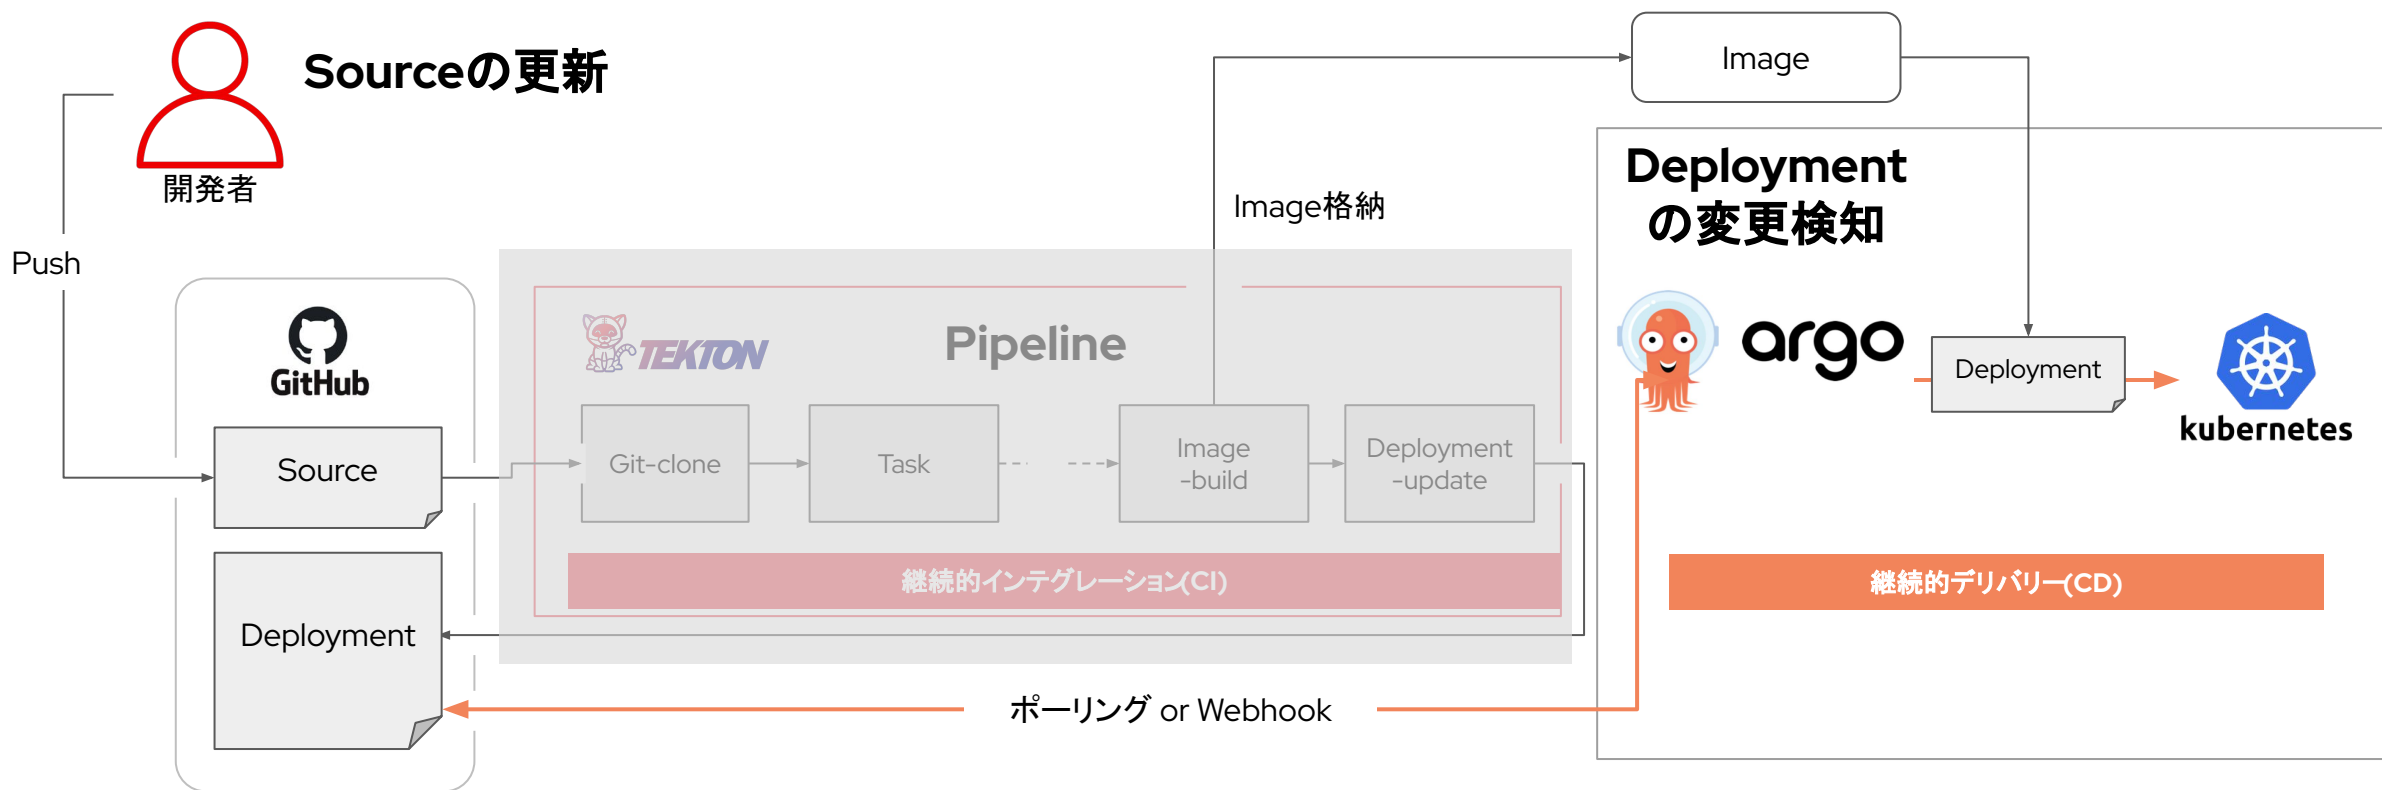 Sourceの更新
開発者
Push
GitHub
Source
Deployment
TEKTON
Pipeline
Git-clone
Task
Image
-build
Deployment
-update
継続的インテグレーション(CI)
Image格納
Image
Deployment
の変更検知
argo
Deployment
kubernetes
継続的デリバリー(CD)
ポーリング or Webhook